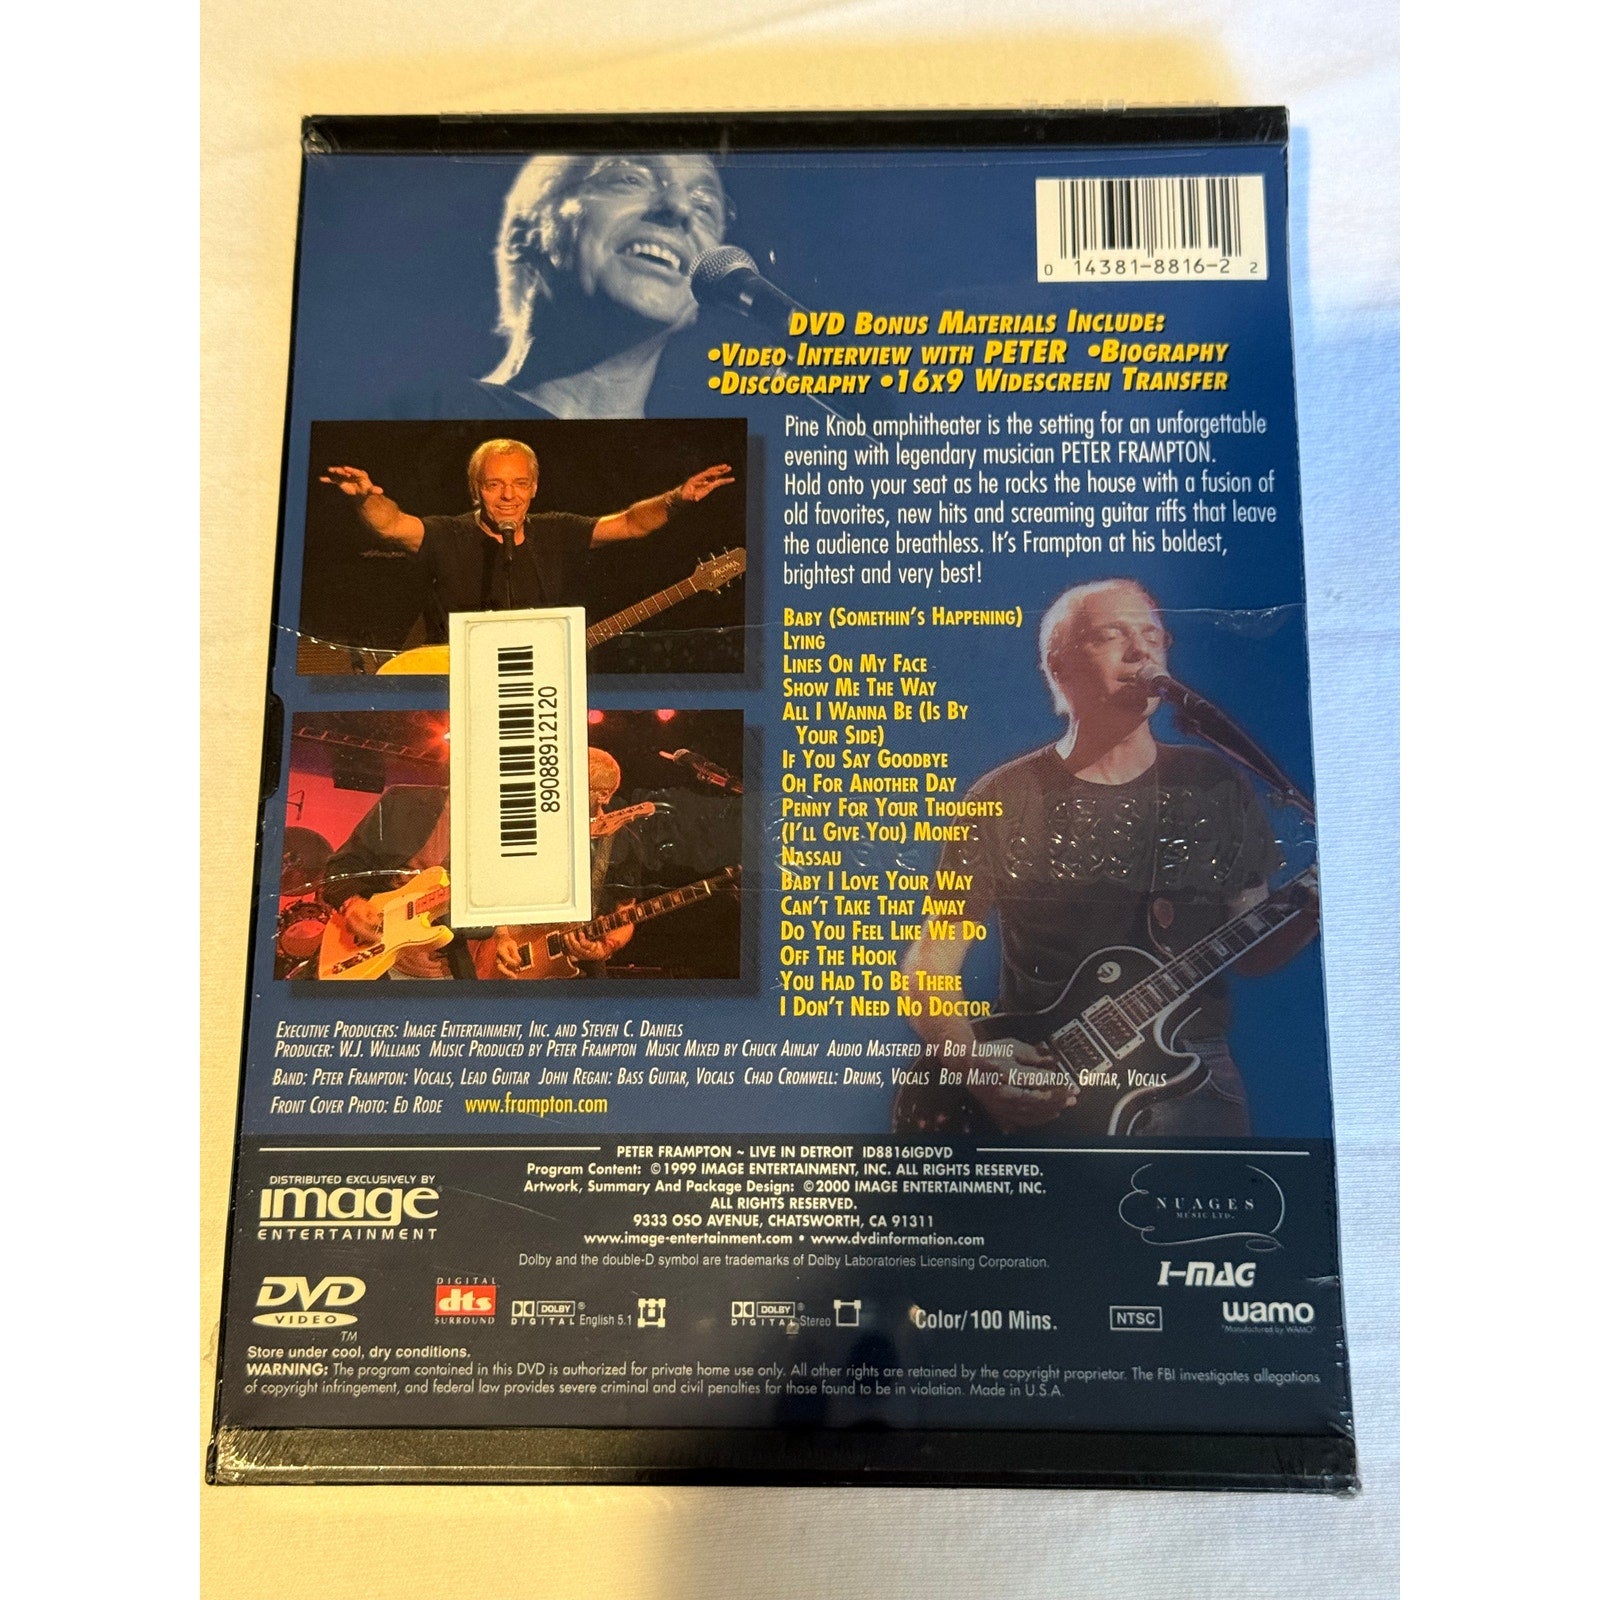 0 14381-8816-2 2
DVD BONUS MATERIALS INCLUDE:
•VIDEO INTERVIEW WITH PETER •BIOGRAPHY
•DISCOGRAPHY •16X9 WIDESCREEN TRANSFER
Pine Knob amphitheater is the setting for an unforgettable
evening with legendary musician PETER FRAMPTON.
Hold onto your seat as he rocks the house with a fusion of
old favorites, new hits and screaming guitar riffs that leave
the audience breathless. It's Frampton at his boldest,
brightest and very best!
TACOMA
8908891 2120
BABY (SOMETHIN'S HAPPENING)
LYING
LINES ON MY FACE
SHOW ME THE WAY
ALL I WANNA BE (IS BY
YOUR SIDE)
IF YOU SAY GOODBYE
OH FOR ANOTHER DAY
PENNY FOR YOUR THOUGHTS
(I'LL GIVE YOU) MONEY
NASSAU
BABY I LOVE YOUR WAY
CAN'T TAKE THAT AWAY
DO YOU FEEL LIKE WE DO
OFF THE HOOK
YOU HAD TO BE THERE
I DON'T NEED NO DOCTOR
EXECUTIVE PRODUCERS: IMAGE ENTERTAINMENT, INC. AND STEVEN C. DANIELS
PRODUCER: W.J. WILLIAMS MUSIC PRODUCED BY PETER FRAMPTON MUSIC MIXED BY CHUCK AINLAY AUDIO MASTERED BY BOB LUDWIG
BAND: PETER FRAMPTON: VOCALS, LEAD GUITAR JOHN REGAN: BASS GUITAR, VOCALS CHAD CROMWELL: DRUMS, VOCALS BOB MAYO: KEYBOARDS, GUITAR, VOCALS
FRONT COVER PHOTO: ED RODE www.frampton.com
PETER FRAMPTON ~ LIVE IN DETROIT ID8816IGDVD
Program Content: ©1999 IMAGE ENTERTAINMENT, INC. ALL RIGHTS RESERVED.
Artwork, Summary And Package Design: ©2000 IMAGE ENTERTAINMENT, INC.
ALL RIGHTS RESERVED.
9333 OSO AVENUE, CHATSWORTH, CA 91311
www.image-entertainment.com • www.dvdinformation.com
Dolby and the double-D symbol are trademarks of Dolby Laboratories Licensing Corporation.
DISTRIBUTED EXCLUSIVELY BY
image
ENTERTAINMENT
NUAGES
MUSIC LTD.
I-MAG
DVD
VIDEO
TM
DIGITAL
dts
SURROUND
DOLBY ®
DIGITAL English 5.1
DOLBY ®
DIGITAL Stereo
Color/100 Mins.
NTSC
wamo
"Manufactured by WAMO"
Store under cool, dry conditions.
WARNING: The program contained in this DVD is authorized for private home use only. All other rights are retained by the copyright proprietor. The FBI investigates allegations
of copyright infringement, and federal law provides severe criminal and civil penalties for those found to be in violation. Made in U.S.A.